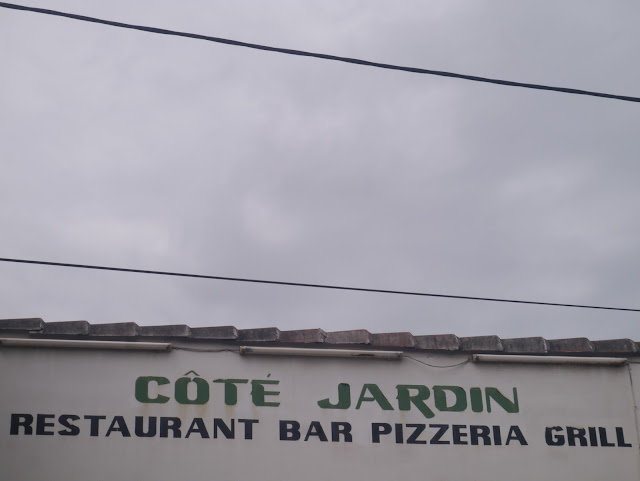 CÔTÉ JARDIN
RESTAURANT BAR PIZZERIA GRILL